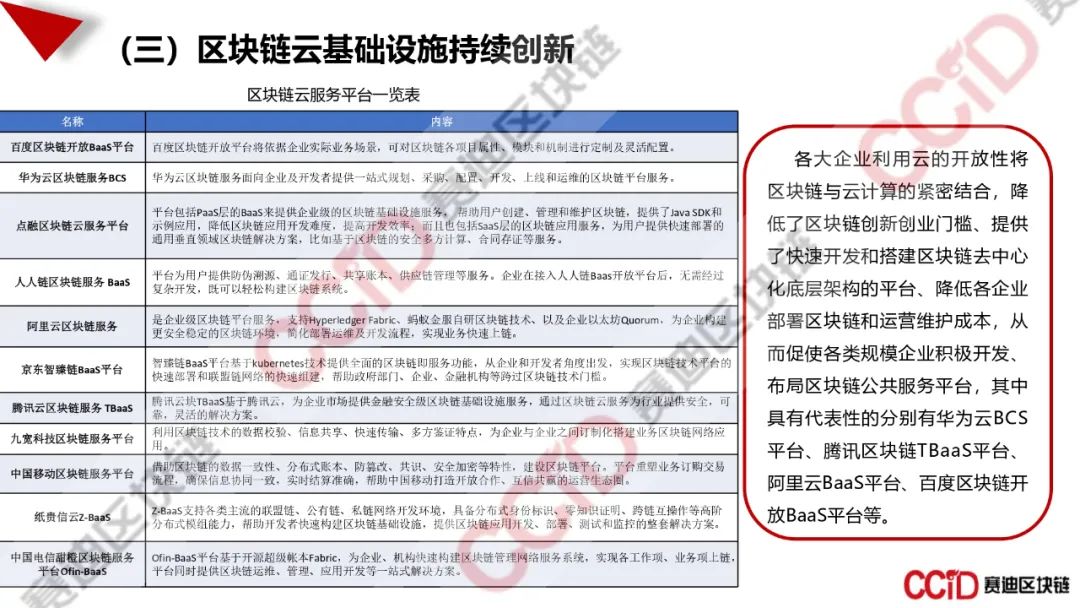 （三）区块链云基础设施持续创新
区块链云服务平台一览表
名称 内容
百度区块链开放BaaS平台 百度区块链开放平台将依据企业实际业务场景，可对区块链各项目属性、模块和机制进行定制及灵活配置。
华为云区块链服务BCS 华为云区块链服务面向企业及开发者提供一站式规划、采购、配置、开发、上线和运维的区块链平台服务。
点融区块链云服务平台
平台包括PaaS层的BaaS来提供企业级的区块链基础设施服务，帮助用户创建、管理和维护区块链，提供了Java SDK和
示例应用，降低区块链应用开发难度，提高开发效率；而且也包括SaaS层的区块链应用服务，为用户提供快速部署的
通用垂直领域区块链解决方案，比如基于区块链的安全多方计算、合同存证等服务。
人人链区块链服务 BaaS
平台为用户提供防伪溯源、通证发行、共享账本、供应链管理等服务。企业在接入人人链Baas开放平台后，无需经过
复杂开发，既可以轻松构建区块链系统。
阿里云区块链服务
是企业级区块链平台服务，支持Hyperledger Fabric、蚂蚁金服自研区块链技术、以及企业以太坊Quorum，为企业构建
更安全稳定的区块链环境，简化部署运维及开发流程，实现业务快速上链。
京东智臻链BaaS平台
智臻链BaaS平台基于kubernetes技术提供全面的区块链即服务功能，从企业和开发者角度出发，实现区块链技术平台的
快速部署和联盟链网络的快速组建，帮助政府部门、企业、金融机构等跨过区块链技术门槛。
腾讯云区块链服务 TBaaS
腾讯云块TBaaS基于腾讯云，为企业市场提供金融安全级区块链基础设施服务，通过区块链云服务为行业提供安全，可
靠，灵活的解决方案。
九宽科技区块链服务平台
利用区块链技术的数据校验、信息共享、快速传输、多方鉴证特点，为企业与企业之间订制化搭建业务区块链网络应
用。
中国移动区块链服务平台
借助区块链的数据一致性、分布式账本、防篡改、共识、安全加密等特性，建设区块链平台。平台重塑业务订购交易
流程，确保信息协同一致，实时结算准确，帮助中国移动打造开放合作、互信共赢的运营生态圈。
纸贵信云Z-BaaS
Z-BaaS支持各类主流的联盟链、公有链、私链网络开发环境，具备分布式身份标识、零知识证明、跨链互操作等高阶
分布式模组能力，帮助开发者快速构建区块链基础设施，提供区块链应用开发、部署、测试和监控的整套解决方案。
中国电信甜橙区块链服务
平台Ofin-BaaS
Ofin-BaaS平台基于开源超级帐本Fabric，为企业、机构快速构建区块链管理网络服务系统，实现各工作项、业务项上链，
平台同时提供区块链运维、管理、应用开发等一站式解决方案。
各大企业利用云的开放性将
区块链与云计算的紧密结合，降
低了区块链创新创业门槛、提供
了快速开发和搭建区块链去中心
化底层架构的平台、降低各企业
部署区块链和运营维护成本，从
而促使各类规模企业积极开发、
布局区块链公共服务平台，其中
具有代表性的分别有华为云BCS
平台、腾讯区块链TBaaS平台、
阿里云BaaS平台、百度区块链开
放BaaS平台等。
CCiD 赛迪区块链